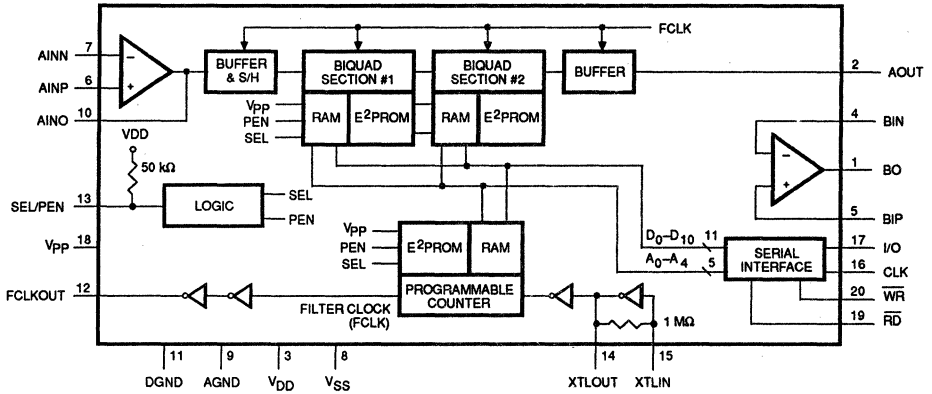 FCLK
7
AINN
BUFFER
& S/H
BIQUAD
SECTION #1
BIQUAD
SECTION #2
BUFFER
2
AOUT
6
AINP
−
+
10
AINO
VPP
PEN
SEL
RAM
E²PROM
RAM
E²PROM
4
BIN
VDD
50 kΩ
−
+
1
BO
13
SEL/PEN
LOGIC
SEL
PEN
5
BIP
18
VPP
VPP
PEN
SEL
E²PROM
RAM
D0–D10
11
A0–A4
5
SERIAL
INTERFACE
17
I/O
16
CLK
12
FCLKOUT
FILTER CLOCK
(FCLK)
PROGRAMMABLE
COUNTER
1 MΩ
20
W̅R̅
19
R̅D̅
11
9
3
8
14
15
DGND
AGND
VDD
VSS
XTLOUT
XTLIN